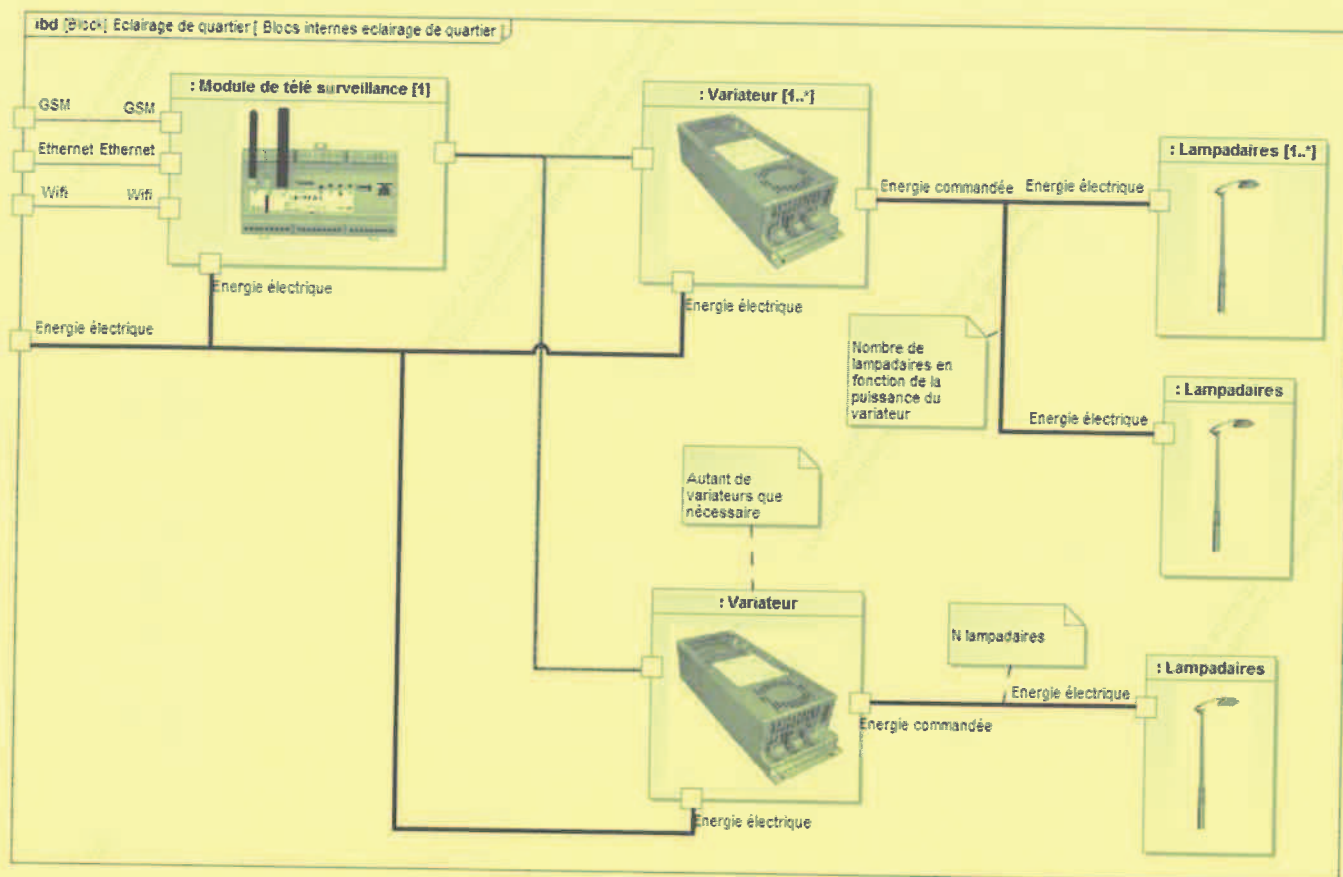 ibd [Block] Eclairage de quartier [ Blocs internes eclairage de quartier ]
: Module de télé surveillance [1]
GSM GSM
Ethernet Ethernet
Wifi Wifi
Energie électrique
Energie électrique
: Variateur [1..*]
Energie électrique
Energie commandée
Energie électrique
: Lampadaires [1..*]
Nombre de
lampadaires en
fonction de la
puissance du
variateur
Energie électrique
: Lampadaires
Autant de
variateurs que
nécessaire
: Variateur
Energie électrique
N lampadaires
Energie commandée
Energie électrique
: Lampadaires